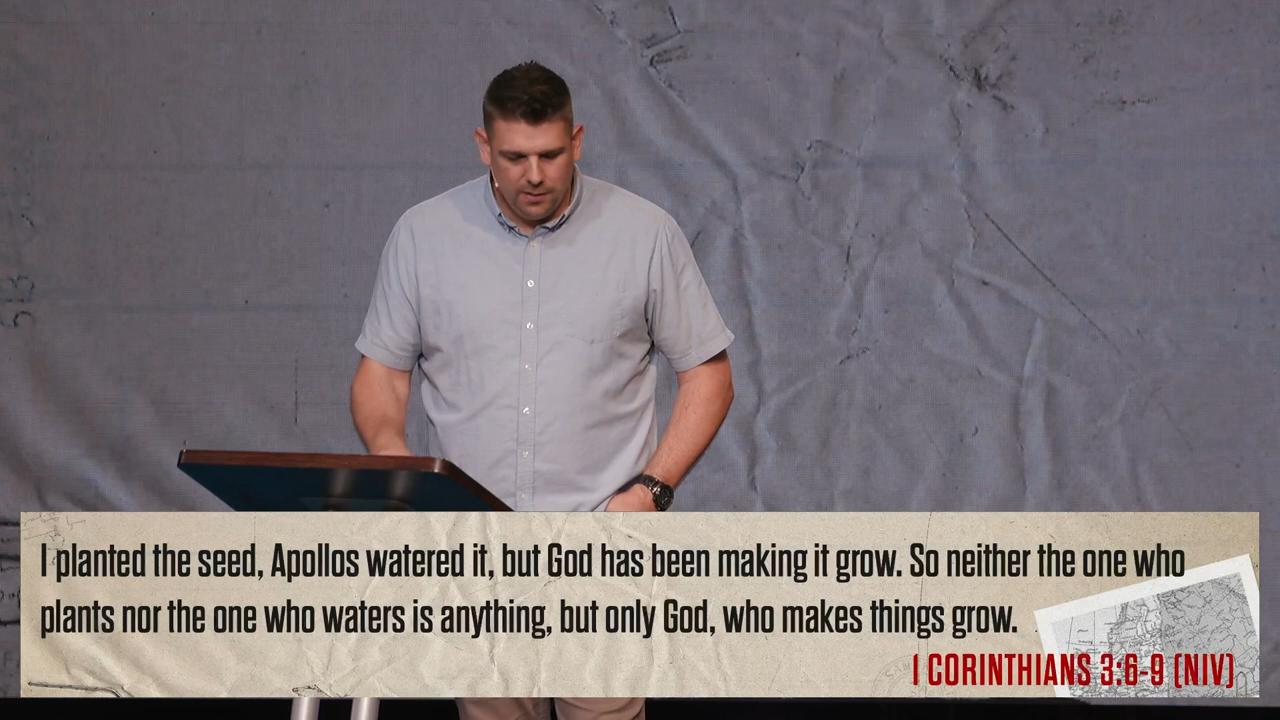 I planted the seed, Apollos watered it, but God has been making it grow. So neither the one who
plants nor the one who waters is anything, but only God, who makes things grow.
I CORINTHIANS 3:6-9 (NIV)